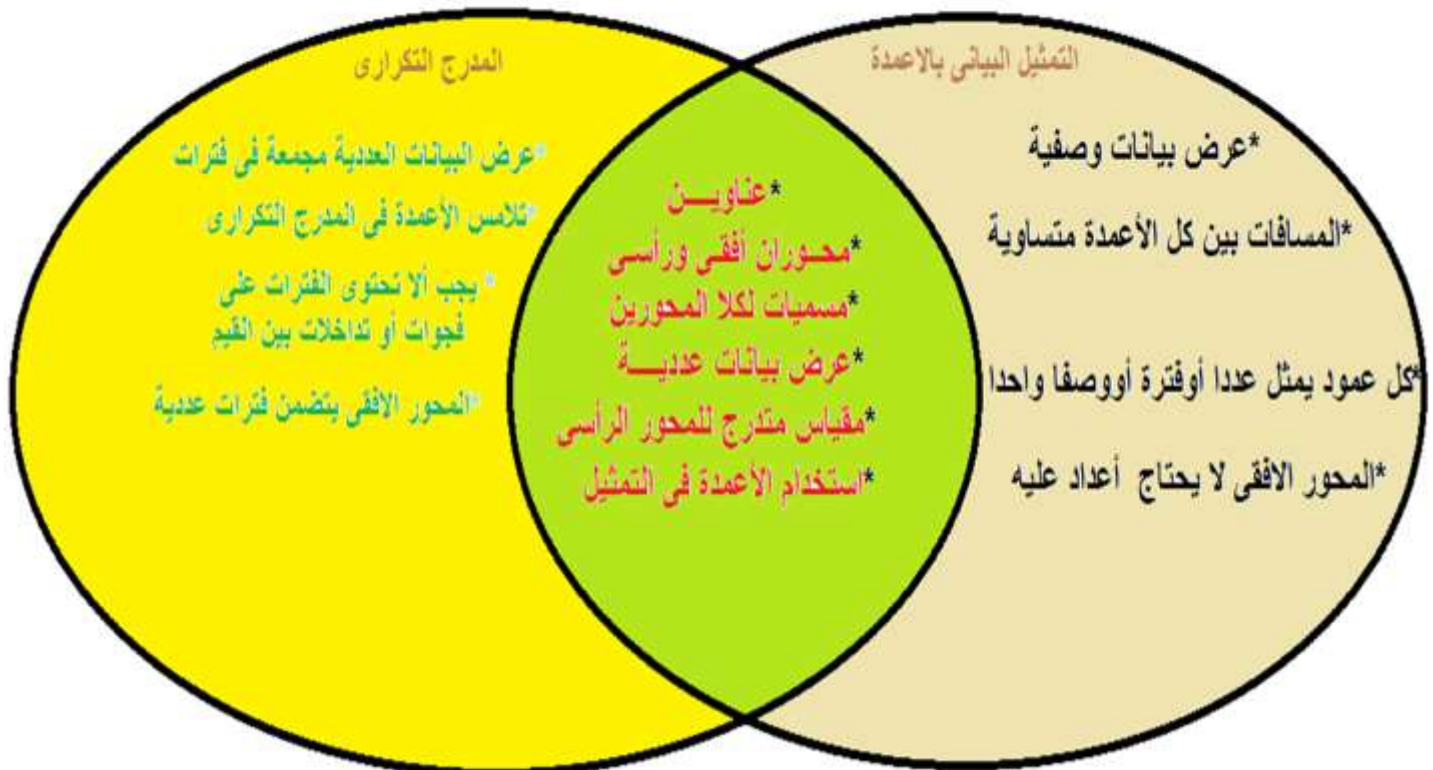 التمثيل البيانى بالاعمدة
*عرض بيانات وصفية
*المسافات بين كل الأعمدة متساوية
*كل عمود يمثل عددا أوفترة أووصفا واحدا
*المحور الافقى لا يحتاج أعداد عليه
*عناويـــن
*محــوران أفقى ورأسى
*مسميات لكلا المحورين
*عرض بيانات عدديـــة
*مقياس متدرج للمحور الرأسى
*استخدام الأعمدة فى التمثيل
المدرج التكرارى
*عرض البيانات العددية مجمعة فى فترات
*تلامس الأعمدة فى المدرج التكرارى
* يجب ألا تحتوى الفترات على
فجوات أو تداخلات بين القيم
*المحور الافقى يتضمن فترات عددية